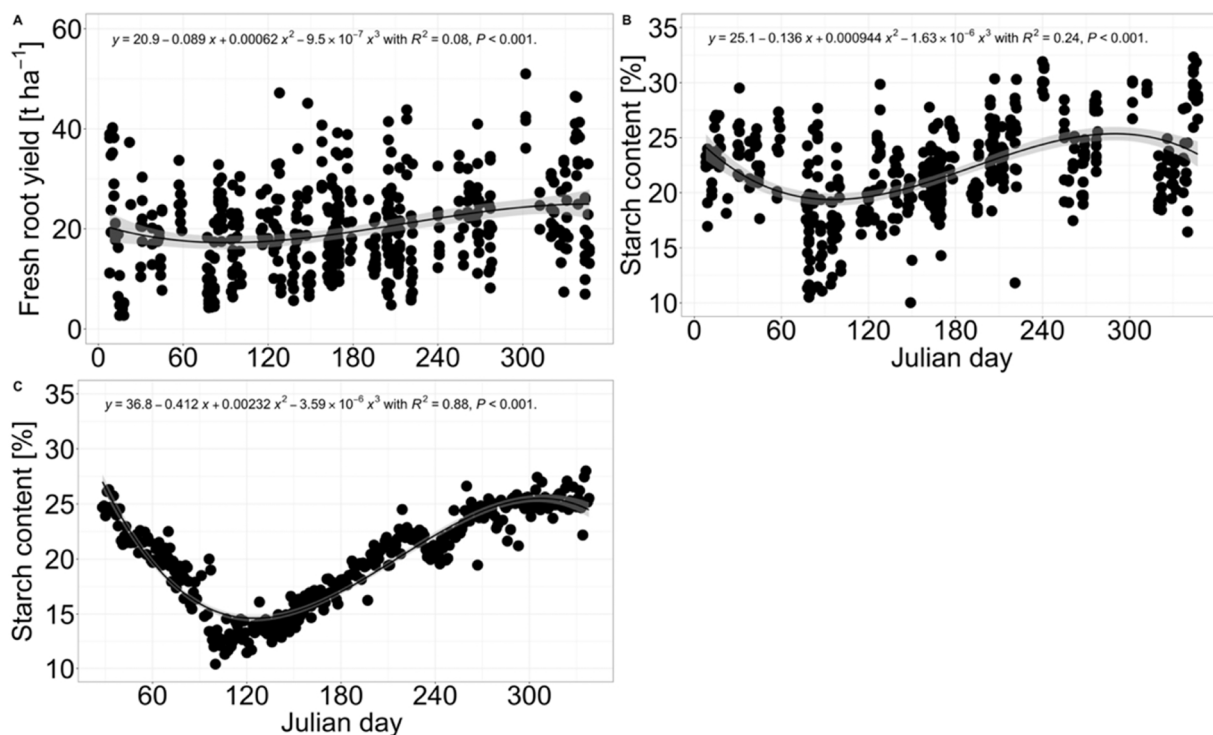 A
y = 20.9 − 0.089 x + 0.00062 x² − 9.5 × 10⁻⁷ x³ with R² = 0.08, P < 0.001.
Fresh root yield [t ha⁻¹]
60
40
20
0
0 60 120 180 240 300
B
y = 25.1 − 0.136 x + 0.000944 x² − 1.63 × 10⁻⁶ x³ with R² = 0.24, P < 0.001.
Starch content [%]
35
30
25
20
15
10
0 60 120 180 240 300
Julian day
C
y = 36.8 − 0.412 x + 0.00232 x² − 3.59 × 10⁻⁶ x³ with R² = 0.88, P < 0.001.
Starch content [%]
35
30
25
20
15
10
60 120 180 240 300
Julian day